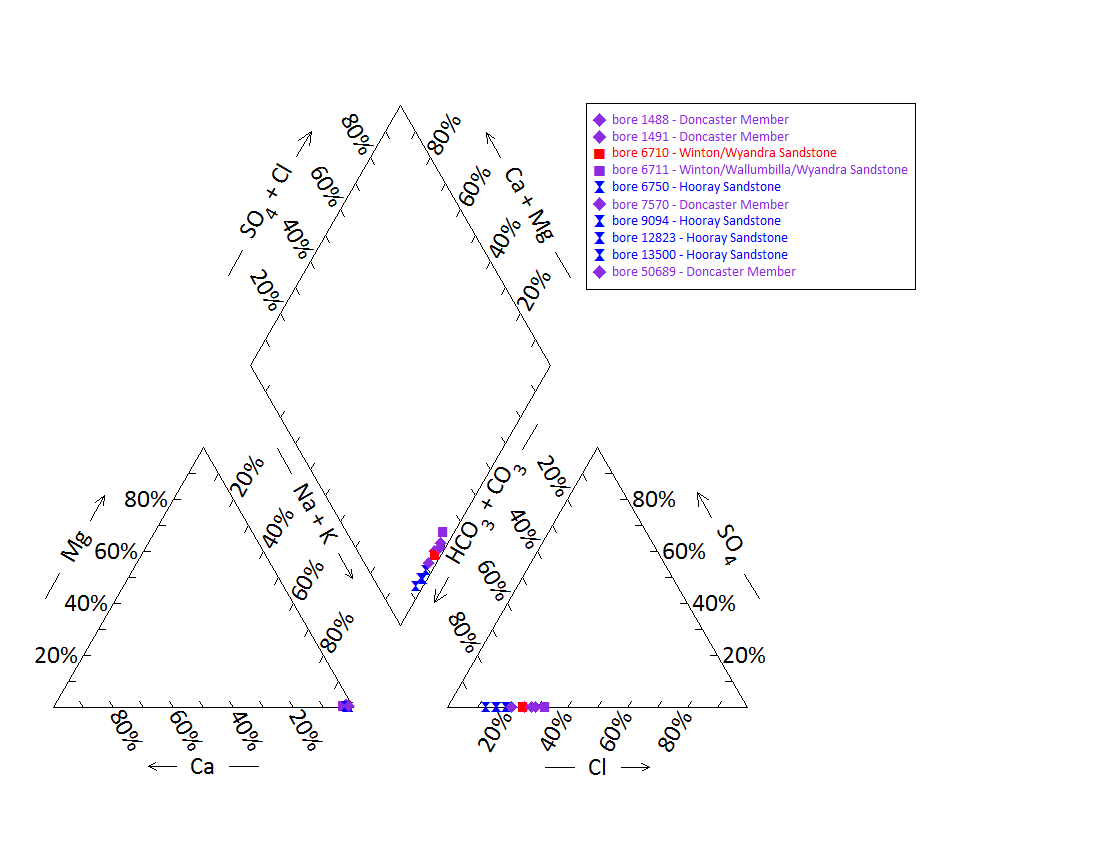 bore 1488 - Doncaster Member
bore 1491 - Doncaster Member
bore 6710 - Winton/Wyandra Sandstone
bore 6711 - Winton/Wallumbilla/Wyandra Sandstone
bore 6750 - Hooray Sandstone
bore 7570 - Doncaster Member
bore 9094 - Hooray Sandstone
bore 12823 - Hooray Sandstone
bore 13500 - Hooray Sandstone
bore 50689 - Doncaster Member
SO4 + Cl
80%
60%
40%
20%
Ca + Mg
80%
60%
40%
20%
Mg
80%
60%
40%
20%
Na + K
20%
40%
60%
80%
HCO3 + CO3
20%
40%
60%
80%
SO4
80%
60%
40%
20%
80%
60%
40%
20%
Ca
20%
40%
60%
80%
Cl